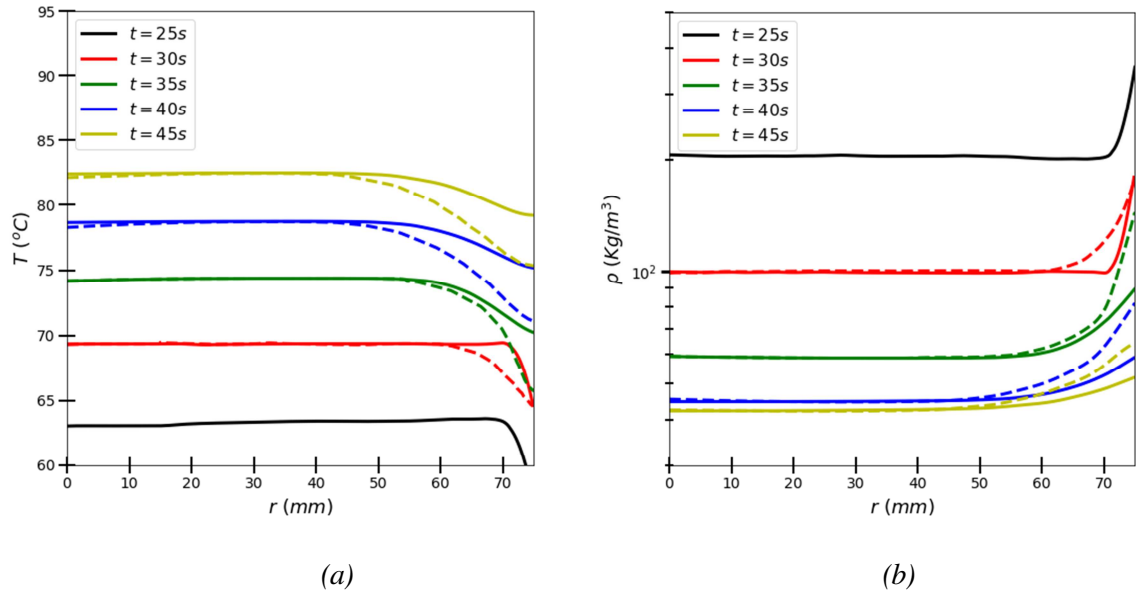 95
90
85
80
75
70
65
60
T (°C)
t = 25s
t = 30s
t = 35s
t = 40s
t = 45s
0 10 20 30 40 50 60 70
r (mm)
(a)
10²
ρ (Kg/m³)
t = 25s
t = 30s
t = 35s
t = 40s
t = 45s
0 10 20 30 40 50 60 70
r (mm)
(b)